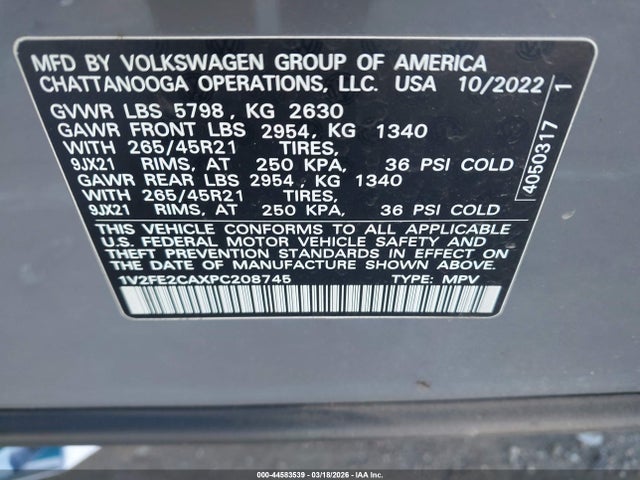 MFD BY VOLKSWAGEN GROUP OF AMERICA
CHATTANOOGA OPERATIONS, LLC. USA 10/2022
GVWR LBS 5798, KG 2630
GAWR FRONT LBS 2954, KG 1340
WITH 265/45R21 TIRES,
9JX21 RIMS, AT 250 KPA, 36 PSI COLD
GAWR REAR LBS 2954, KG 1340
WITH 265/45R21 TIRES,
9JX21 RIMS, AT 250 KPA, 36 PSI COLD
THIS VEHICLE CONFORMS TO ALL APPLICABLE
U.S. FEDERAL MOTOR VEHICLE SAFETY AND
THEFT PREVENTION STANDARDS IN EFFECT ON
THE DATE OF MANUFACTURE SHOWN ABOVE.
1V2FE2CAXPC208745 TYPE: MPV
4050317 1
000-44583539 - 03/18/2026 - IAA Inc.